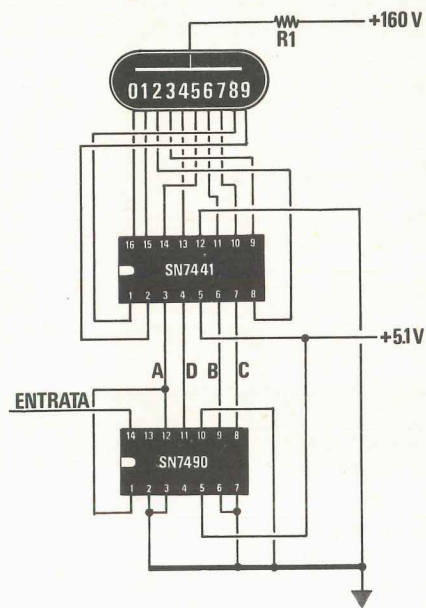 +160 V
R1
0123456789
16 15 14 13 12 11 10 9
SN7441
1 2 3 4 5 6 7 8
+5,1 V
A D B C
ENTRATA
14 13 12 11 10 9 8
SN7490
1 2 3 4 5 6 7